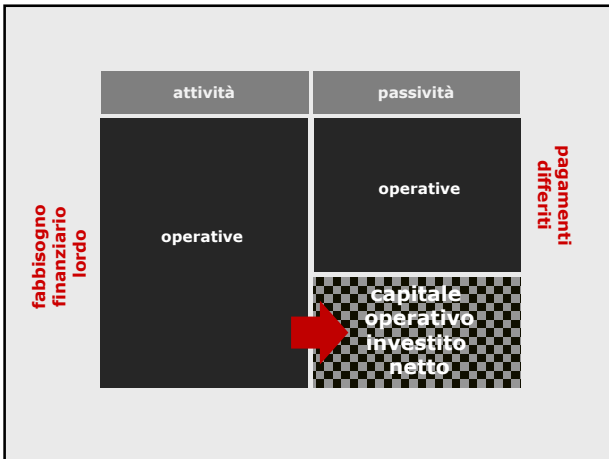 attività
passività
fabbisogno
finanziario
lordo
operative
operative
pagamenti
differiti
capitale
operativo
investito
netto